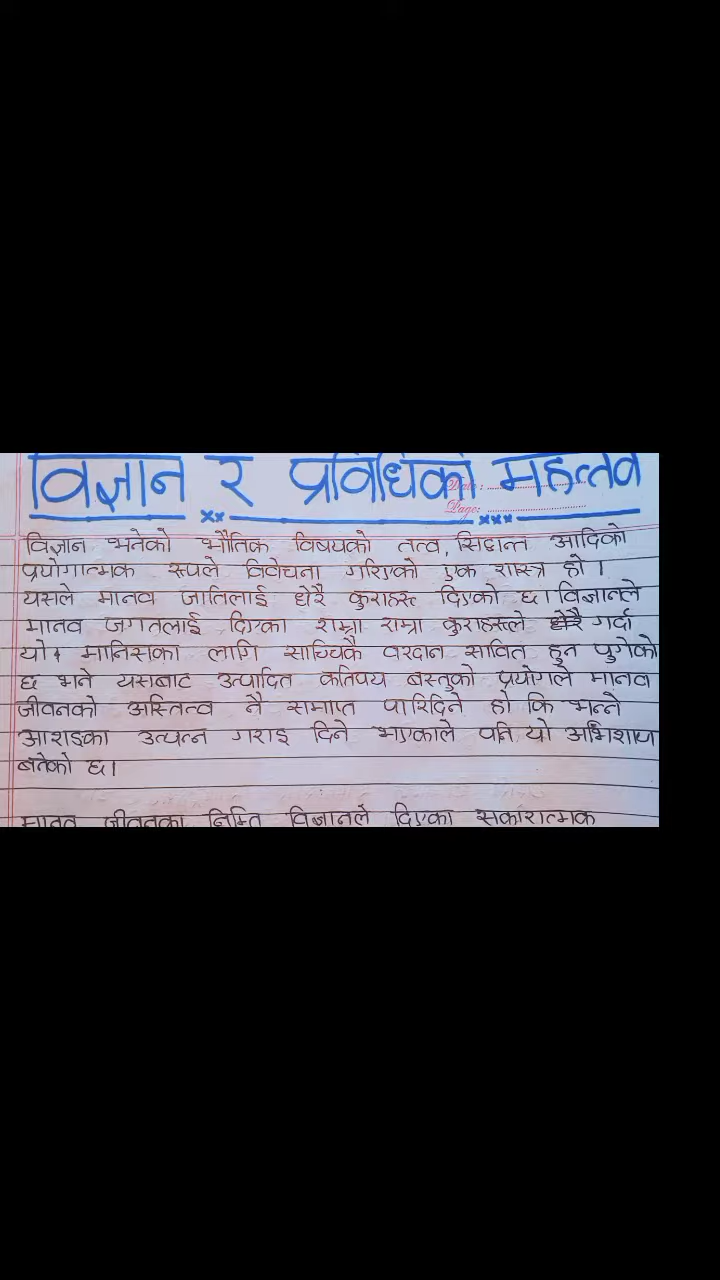 विज्ञान र प्रविधिको महत्तव
Date :
Page:
विज्ञान भनेको भौतिक विषयको तत्व, सिद्वान्त आदिको
प्रयोगात्मक रूपले विवेचना गरिएको एक शास्त्र हो ।
यसले मानव जातिलाई धेरै कुराहरू दिएको छ। विज्ञानले
मानव जगतलाई दिएका राम्रा राम्रा कुराहरूले गर्दा
यो मानिसका लागि साच्चिकै वरदान सावित हुन पुगेको
छ भने यसबाट उत्पादित कतिपय बस्तुको प्रयोगले मानव
जीवनको अस्तित्व नै समाप्त पारिदिने हो कि भन्ने
आशङका उत्पन्न गराइ दिने भएकाले पनि यो अभिशाप
बनेको छ।
मानव जीवनका निम्ति विज्ञानले दिएका सकारात्मक